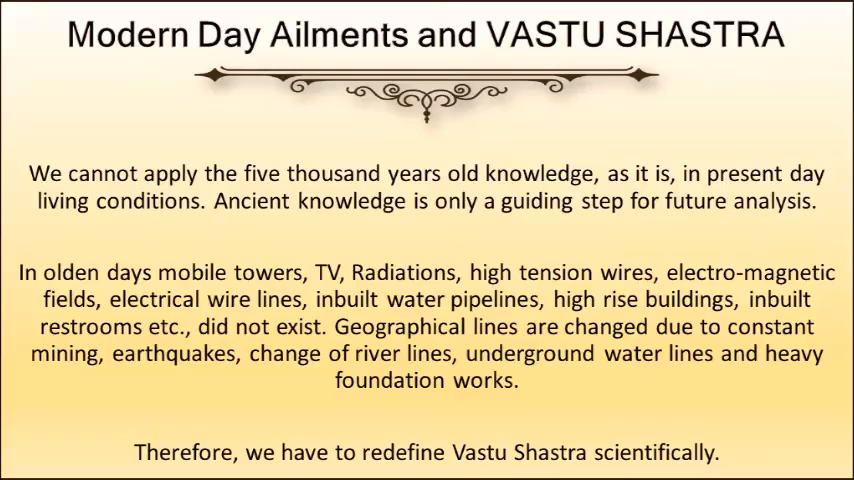 Modern Day Ailments and VASTU SHASTRA
We cannot apply the five thousand years old knowledge, as it is, in present day
living conditions. Ancient knowledge is only a guiding step for future analysis.
In olden days mobile towers, TV, Radiations, high tension wires, electro-magnetic
fields, electrical wire lines, inbuilt water pipelines, high rise buildings, inbuilt
restrooms etc., did not exist. Geographical lines are changed due to constant
mining, earthquakes, change of river lines, underground water lines and heavy
foundation works.
Therefore, we have to redefine Vastu Shastra scientifically.